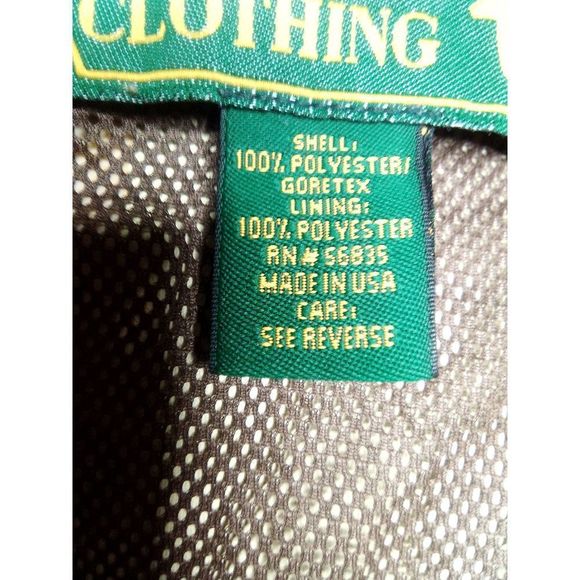 CLOTHING
SHELL:
100% POLYESTER/
GORETEX
LINING:
100% POLYESTER
RN# 56835
MADE IN USA
CARE:
SEE REVERSE